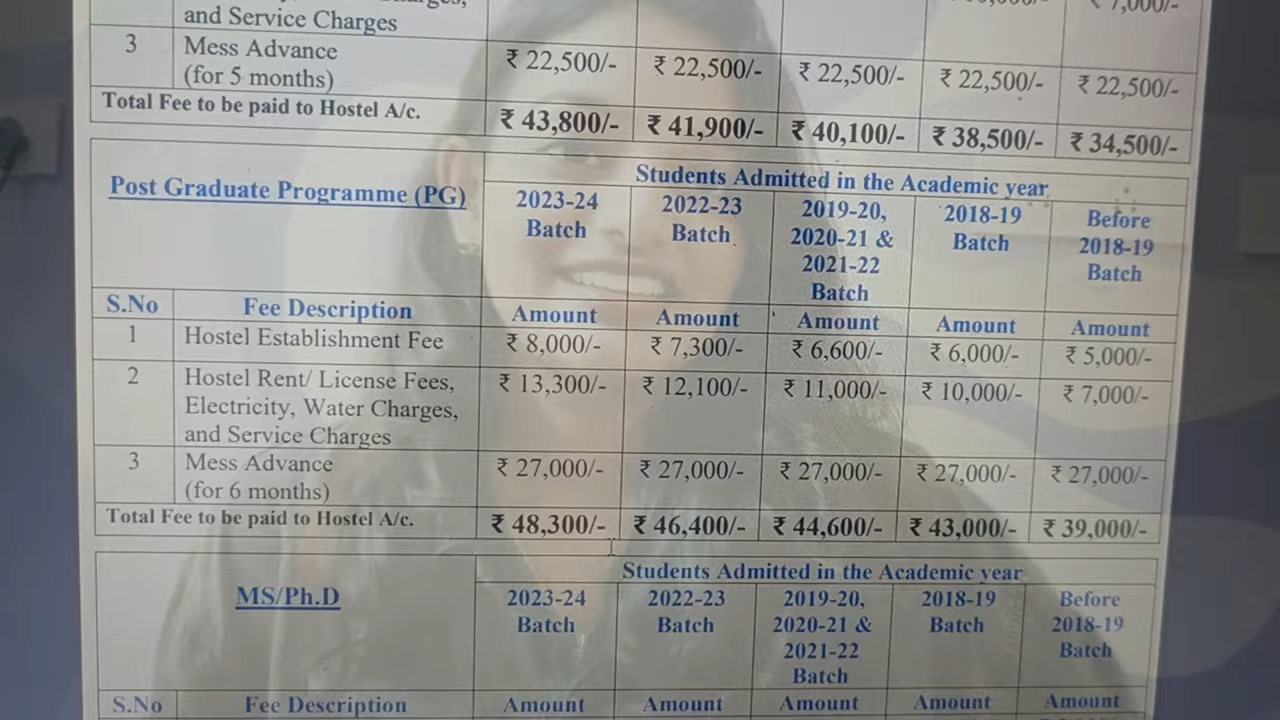 and Service Charges
₹ 7,000/-
3 Mess Advance ₹ 22,500/- ₹ 22,500/- ₹ 22,500/- ₹ 22,500/- ₹ 22,500/-
(for 5 months)
Total Fee to be paid to Hostel A/c. ₹ 43,800/- ₹ 41,900/- ₹ 40,100/- ₹ 38,500/- ₹ 34,500/-
Post Graduate Programme (PG) Students Admitted in the Academic year
2023-24 Batch
2022-23 Batch
2019-20, 2020-21 & 2021-22 Batch
2018-19 Batch
Before 2018-19 Batch
S.No Fee Description Amount Amount Amount Amount Amount
1 Hostel Establishment Fee ₹ 8,000/- ₹ 7,300/- ₹ 6,600/- ₹ 6,000/- ₹ 5,000/-
2 Hostel Rent/ License Fees, ₹ 13,300/- ₹ 12,100/- ₹ 11,000/- ₹ 10,000/- ₹ 7,000/-
Electricity, Water Charges,
and Service Charges
3 Mess Advance ₹ 27,000/- ₹ 27,000/- ₹ 27,000/- ₹ 27,000/- ₹ 27,000/-
(for 6 months)
Total Fee to be paid to Hostel A/c. ₹ 48,300/- ₹ 46,400/- ₹ 44,600/- ₹ 43,000/- ₹ 39,000/-
MS/Ph.D Students Admitted in the Academic year
2023-24 Batch
2022-23 Batch
2019-20, 2020-21 & 2021-22 Batch
2018-19 Batch
Before 2018-19 Batch
S.No Fee Description Amount Amount Amount Amount Amount